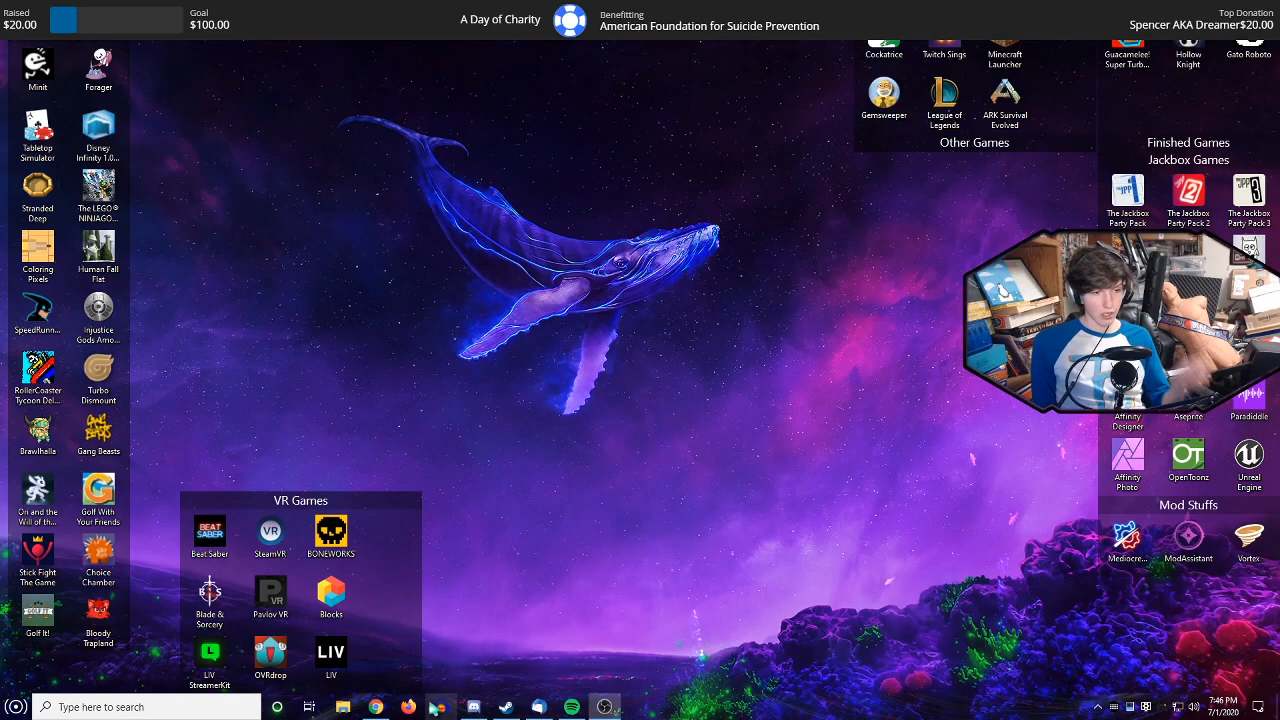 Raised
$20.00
Goal
$100.00
A Day of Charity
Benefitting
American Foundation for Suicide Prevention
Top Donation
Spencer AKA Dreamer$20.00
Minit
Forager
Tabletop
Simulator
Disney
Infinity 1.0...
Stranded
Deep
The LEGO®
NINJAGO...
Coloring
Pixels
Human Fall
Flat
SpeedRunn...
Injustice
Gods Amo...
RollerCoaster
Tycoon Del...
Turbo
Dismount
Brawlhalla
Gang Beasts
Ori and the
Will of th...
Golf With
Your Friends
Stick Fight
The Game
Choice
Chamber
Golf It!
Bloody
Trapland
VR Games
BEAT
SABER
Beat Saber
VR
SteamVR
BONEWORKS
Blade &
Sorcery
Pavlov VR
Blocks
LIV
StreamerKit
OVRdrop
LIV
LIV
Cockatrice
Twitch Sings
Minecraft
Launcher
Gemsweeper
League of
Legends
ARK Survival
Evolved
Other Games
Guacamelee!
Super Turb...
Hollow
Knight
Gato Roboto
Finished Games
Jackbox Games
The Jackbox
Party Pack
The Jackbox
Party Pack 2
The Jackbox
Party Pack 3
Affinity
Designer
Aseprite
Paradiddle
Affinity
Photo
OT
OpenToonz
Unreal
Engine
Mod Stuffs
Mediocre...
ModAssistant
Vortex
Type here to search
7:46 PM
7/1/2020